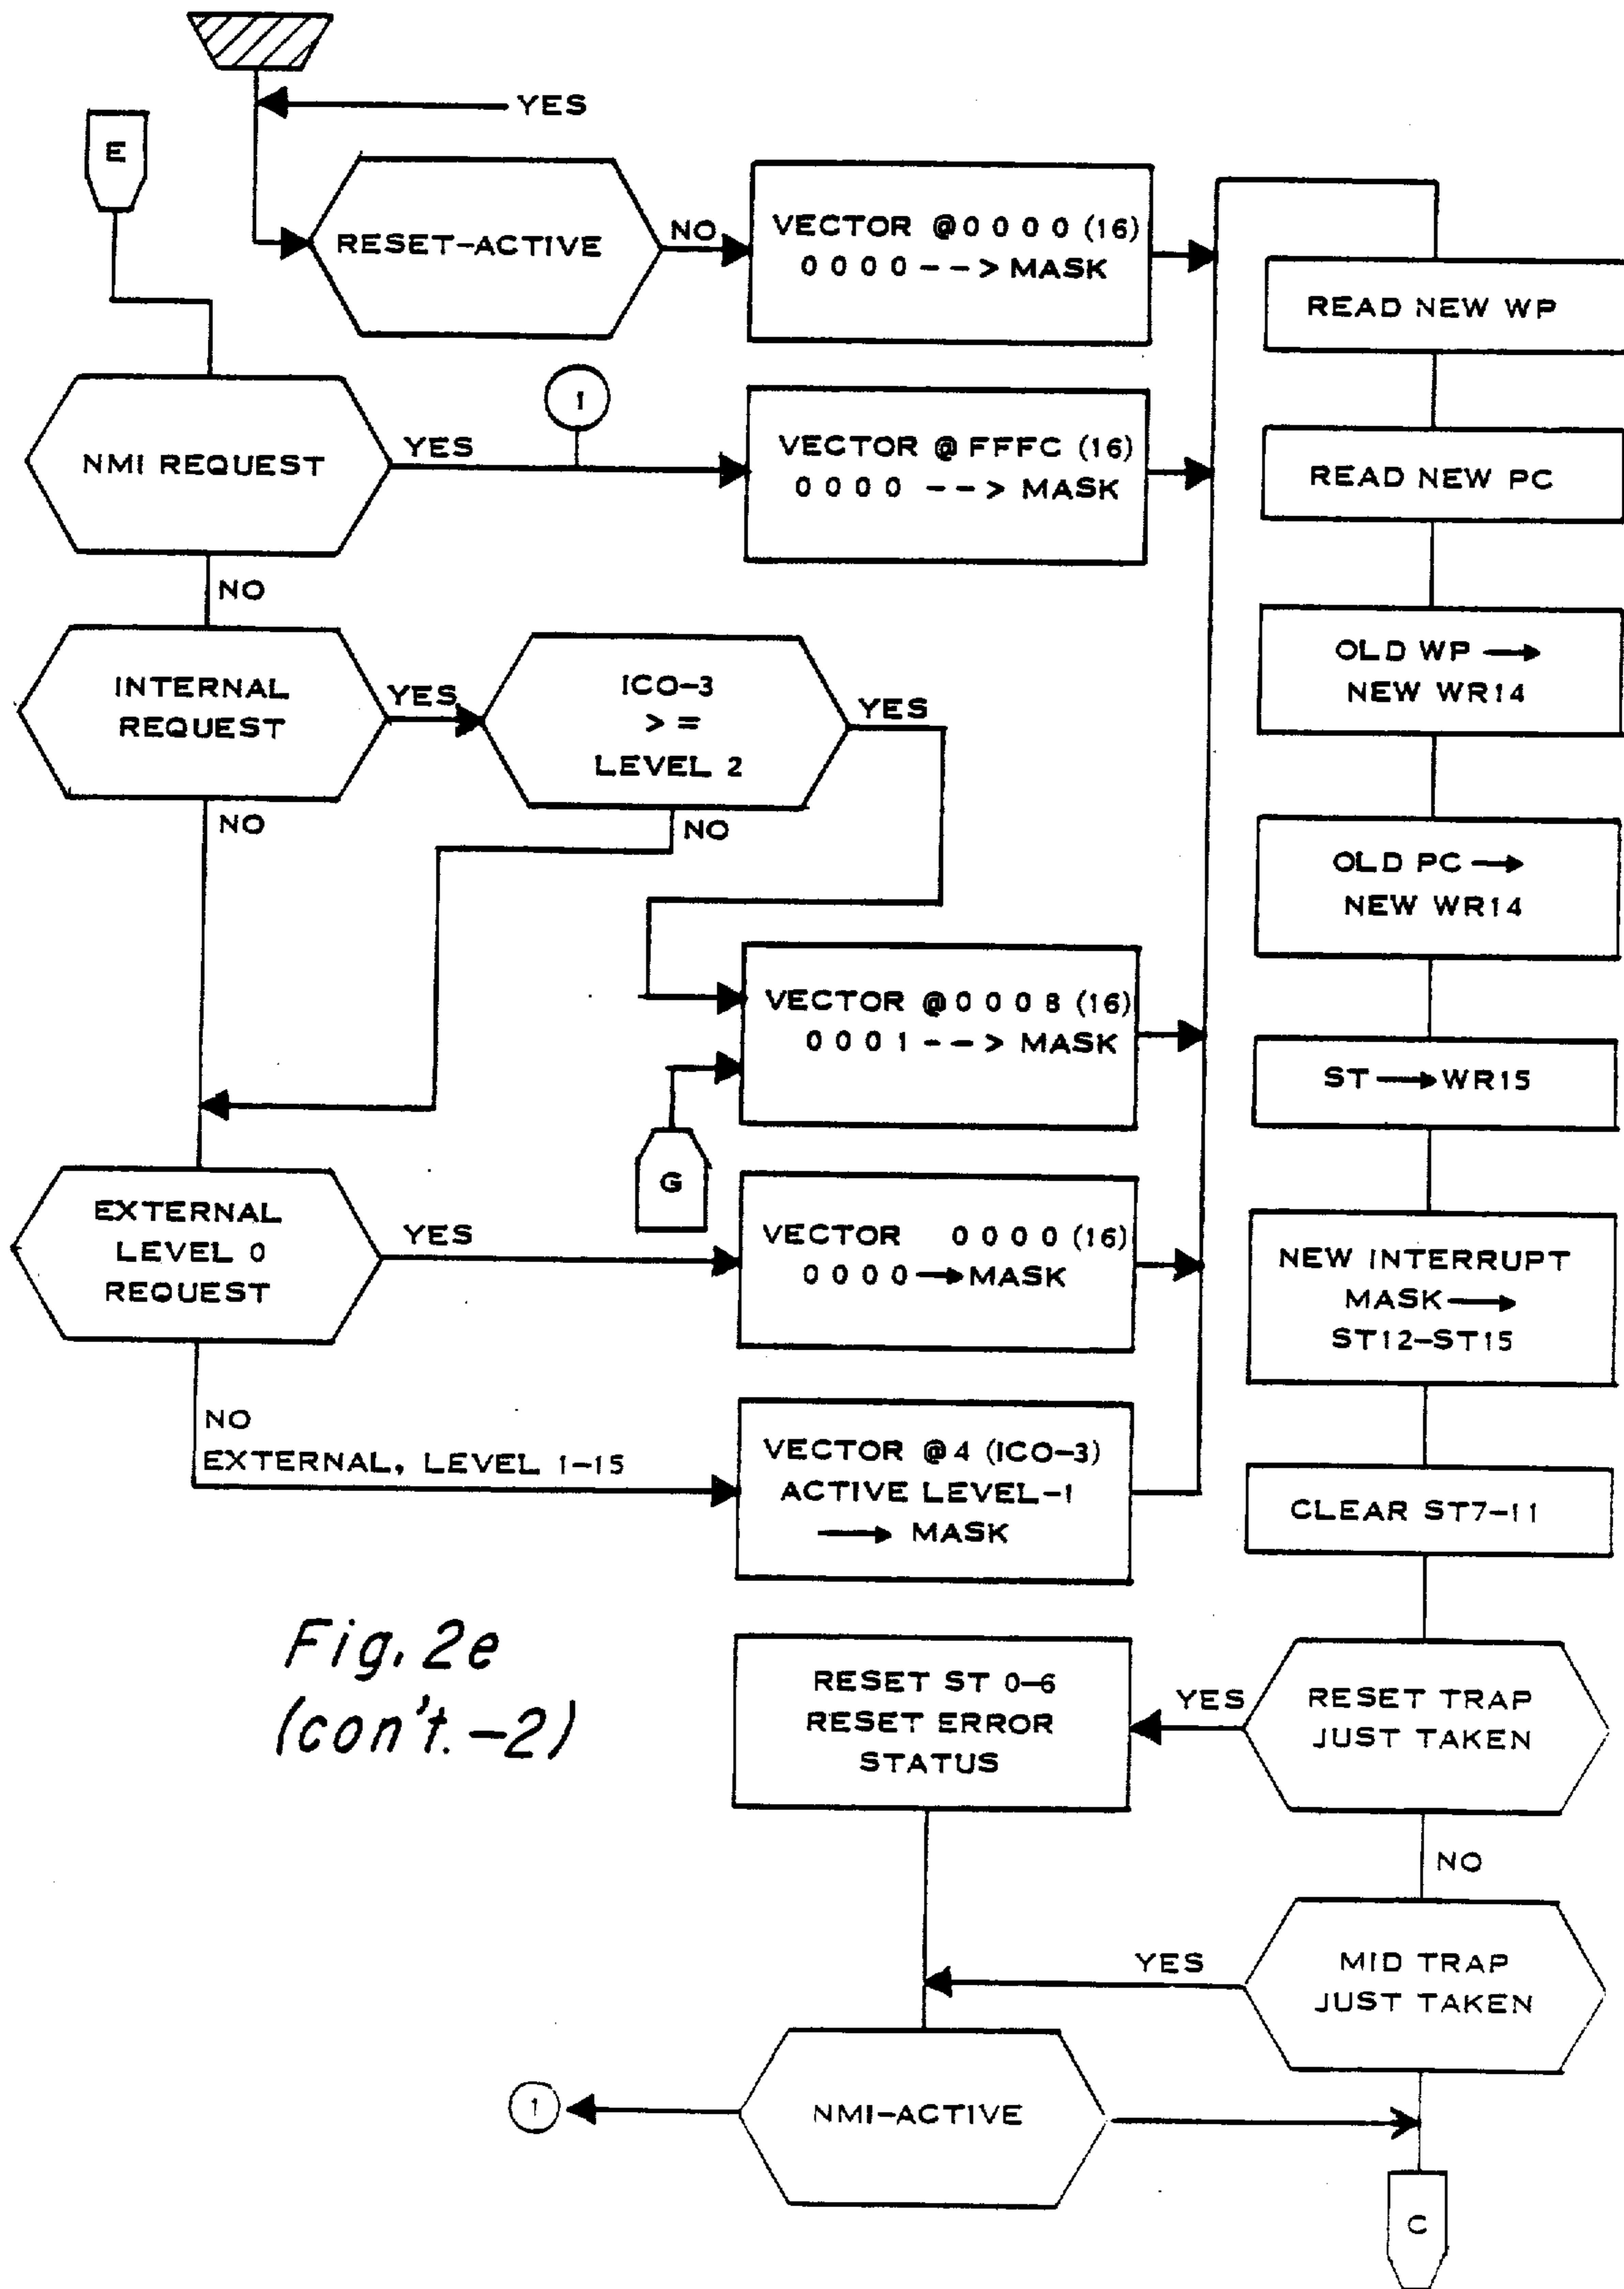 YES
E
RESET-ACTIVE
NO
VECTOR @0000 (16)
0000--> MASK
READ NEW WP
NMI REQUEST
YES
1
VECTOR @ FFFC (16)
0000 --> MASK
READ NEW PC
NO
INTERNAL
REQUEST
YES
ICO-3
>=
LEVEL 2
YES
OLD WP →
NEW WR14
NO
NO
OLD PC →
NEW WR14
VECTOR @0008 (16)
0001--> MASK
G
ST → WR15
EXTERNAL
LEVEL 0
REQUEST
YES
VECTOR 0000 (16)
0000→MASK
NEW INTERRUPT
MASK →
ST12-ST15
NO
EXTERNAL, LEVEL 1-15
VECTOR @4 (ICO-3)
ACTIVE LEVEL-1
→ MASK
CLEAR ST7-11
Fig. 2e
(con't.-2)
RESET ST 0-6
RESET ERROR
STATUS
YES
RESET TRAP
JUST TAKEN
NO
YES
MID TRAP
JUST TAKEN
1
NMI-ACTIVE
C